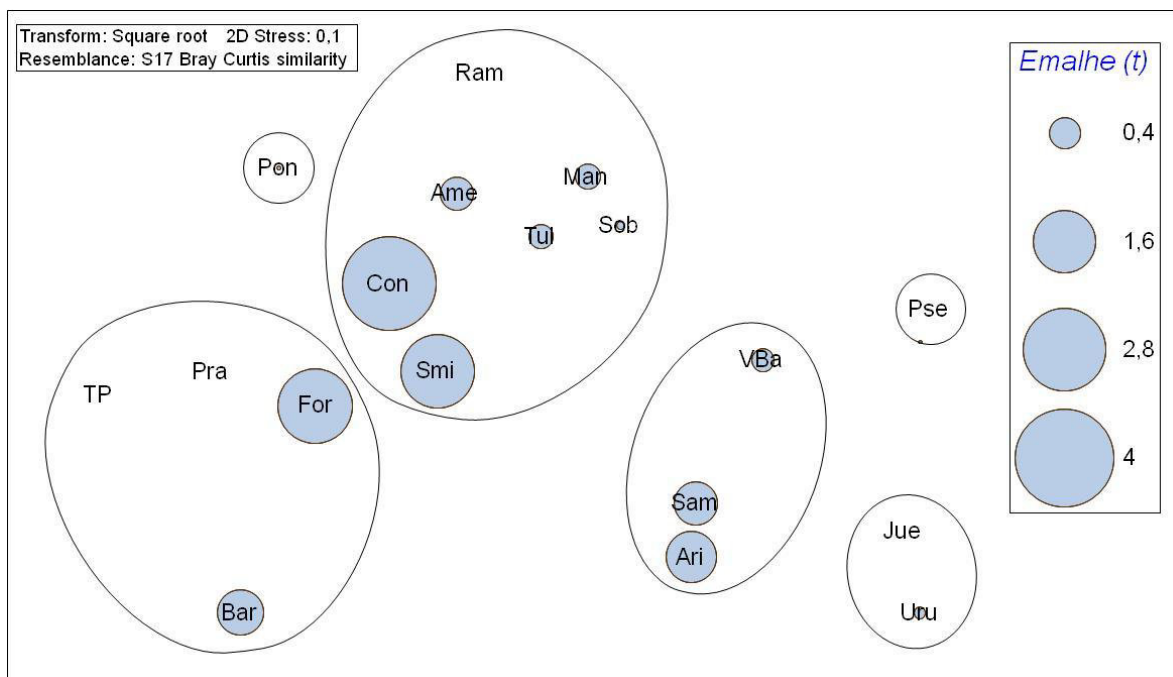 Transform: Square root 2D Stress: 0,1
Resemblance: S17 Bray Curtis similarity
Emalhe (t)
0,4
1,6
2,8
4
Ram
Pon
Ame
Man
Tui
Sob
Con
Smi
Pse
TP
Pra
For
VBa
Sam
Ari
Jue
Uru
Bar